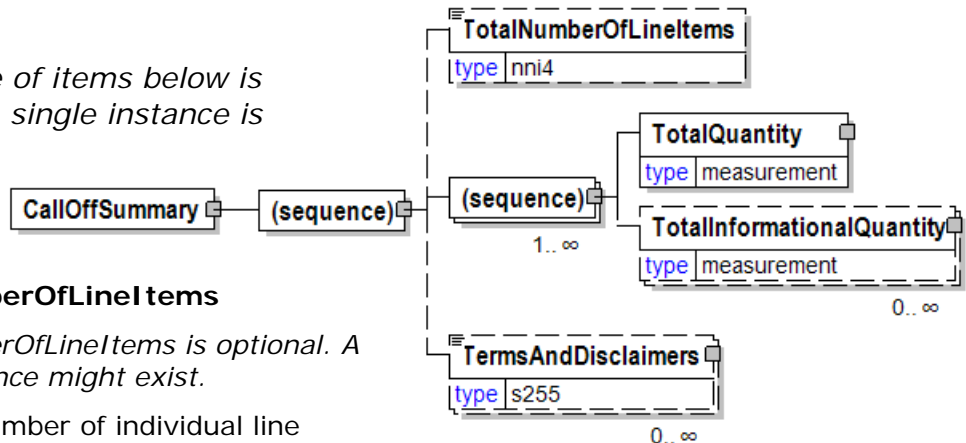 TotalNumberOfLineItems
type nni4
e of items below is
single instance is
TotalQuantity
type measurement
CallOffSummary
(sequence)
(sequence)
1.. ∞
TotalInformationalQuantity
type measurement
0.. ∞
berOfLineItems
erOfLineItems is optional. A
nce might exist.
TermsAndDisclaimers
type s255
mber of individual line
0.. ∞